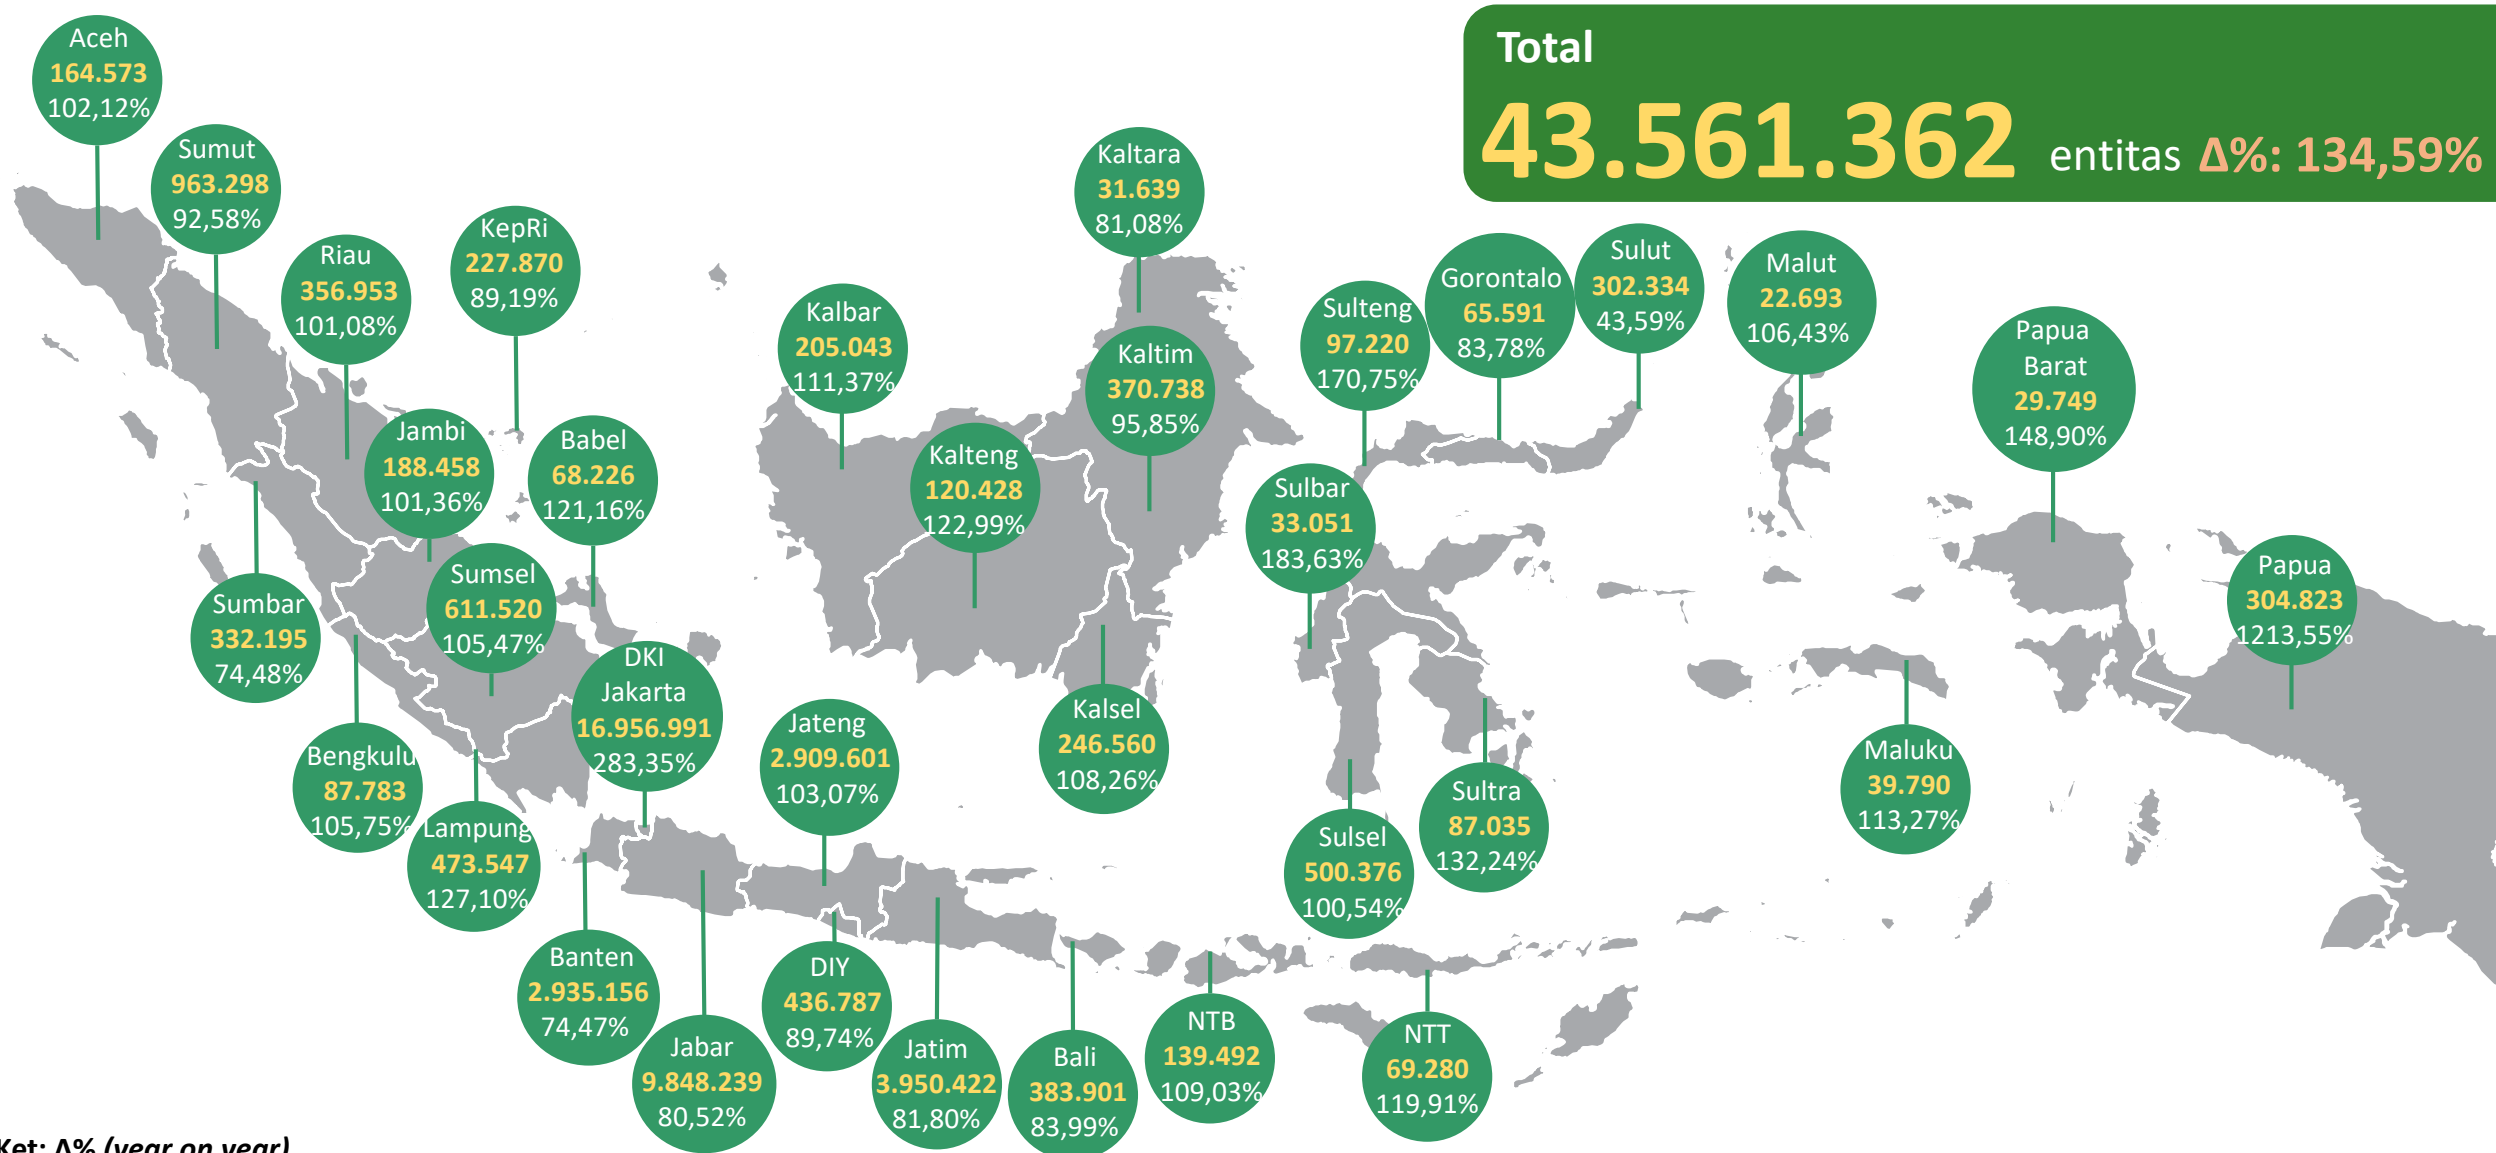 Total
43.561.362 entitas Δ%: 134,59%
Aceh
164.573
102,12%
Sumut
963.298
92,58%
Riau
356.953
101,08%
KepRi
227.870
89,19%
Jambi
188.458
101,36%
Babel
68.226
121,16%
Sumbar
332.195
74,48%
Sumsel
611.520
105,47%
Bengkulu
87.783
105,75%
Lampung
473.547
127,10%
DKI
Jakarta
16.956.991
283,35%
Banten
2.935.156
74,47%
Jabar
9.848.239
80,52%
Jateng
2.909.601
103,07%
DIY
436.787
89,74%
Jatim
3.950.422
81,80%
Bali
383.901
83,99%
NTB
139.492
109,03%
NTT
69.280
119,91%
Kalbar
205.043
111,37%
Kalteng
120.428
122,99%
Kaltara
31.639
81,08%
Kaltim
370.738
95,85%
Kalsel
246.560
108,26%
Sulteng
97.220
170,75%
Gorontalo
65.591
83,78%
Sulut
302.334
43,59%
Sulbar
33.051
183,63%
Sulsel
500.376
100,54%
Sultra
87.035
132,24%
Malut
22.693
106,43%
Maluku
39.790
113,27%
Papua
Barat
29.749
148,90%
Papua
304.823
1213,55%
Ket: Δ% (year on year)